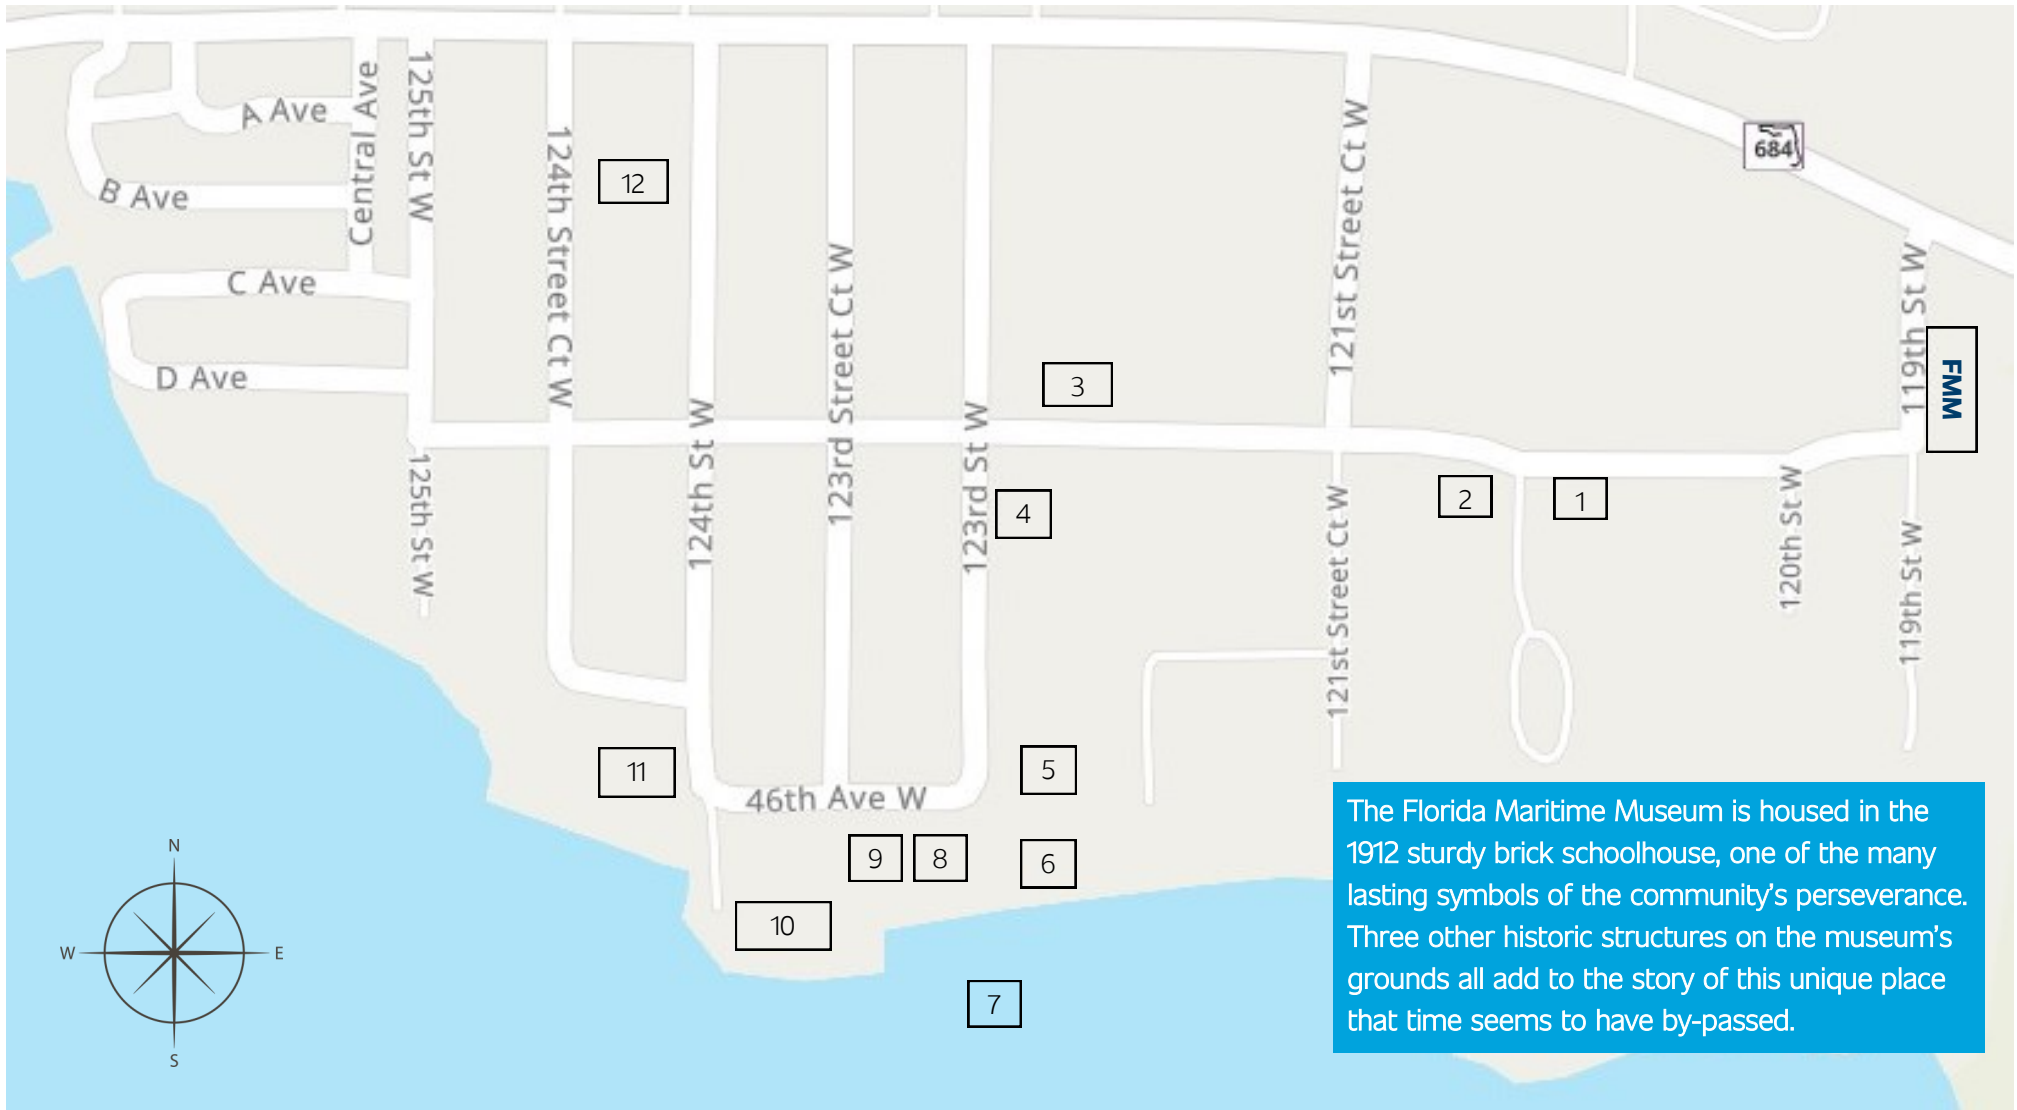 A Ave
Central Ave
125th St W
B Ave
C Ave
D Ave
124th Street Ct W
12
124th St W
123rd Street Ct W
123rd St W
3
121st Street Ct W
684
119th St W
FMM
125th St W
4
2
1
121st Street Ct W
120th St W
119th St W
11
5
46th Ave W
9
8
6
10
7
N
W
E
S
The Florida Maritime Museum is housed in the
1912 sturdy brick schoolhouse, one of the many
lasting symbols of the community's perseverance.
Three other historic structures on the museum's
grounds all add to the story of this unique place
that time seems to have by-passed.